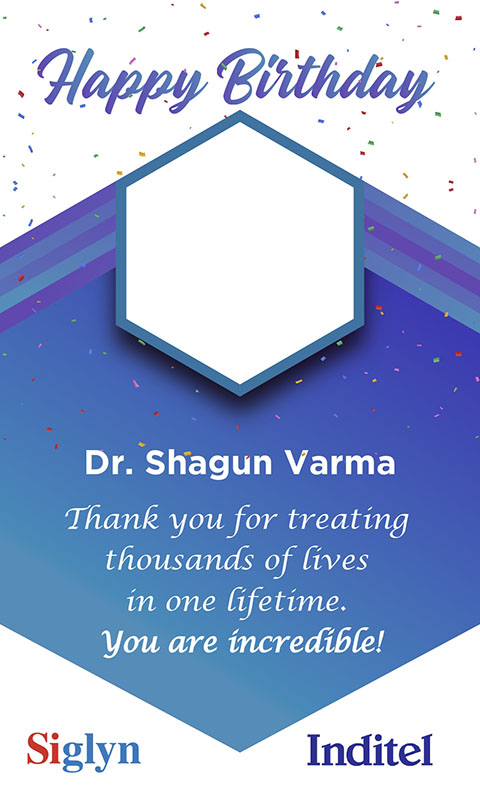 Happy Birthday
Dr. Shagun Varma
Thank you for treating
thousands of lives
in one lifetime.
You are incredible!
Siglyn
Inditel